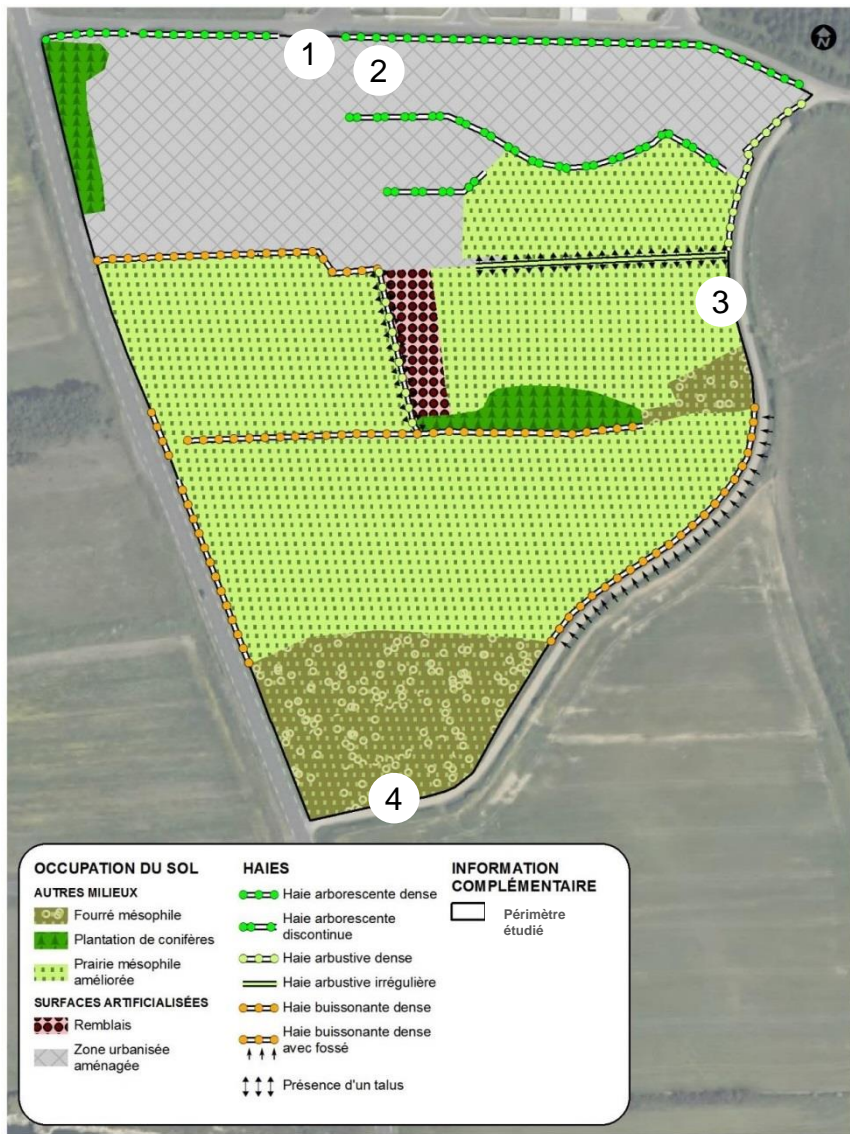 N
1
2
3
4
OCCUPATION DU SOL
AUTRES MILIEUX
Fourré mésophile
Plantation de conifères
Prairie mésophile
améliorée
SURFACES ARTIFICIALISÉES
Remblais
Zone urbanisée
aménagée
HAIES
Haie arborescente dense
Haie arborescente
discontinue
Haie arbustive dense
Haie arbustive irrégulière
Haie buissonante dense
Haie buissonante dense
avec fossé
Présence d'un talus
INFORMATION
COMPLÉMENTAIRE
Périmètre
étudié